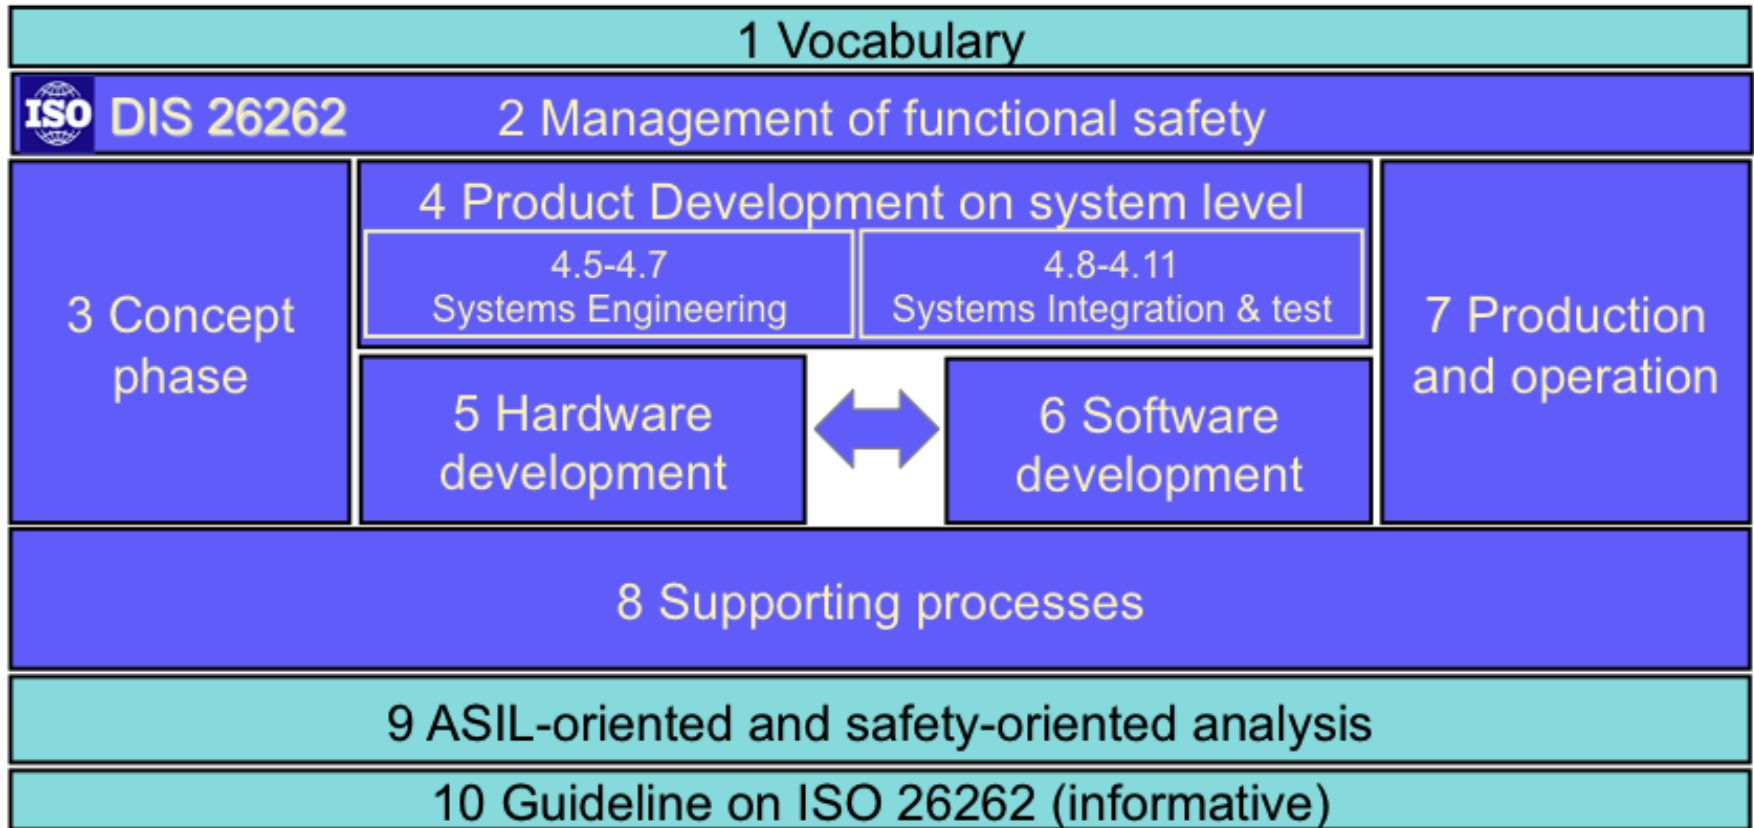 1 Vocabulary
ISO DIS 26262 2 Management of functional safety
3 Concept
phase
4 Product Development on system level
4.5-4.7
Systems Engineering
4.8-4.11
Systems Integration & test
5 Hardware
development
6 Software
development
7 Production
and operation
8 Supporting processes
9 ASIL-oriented and safety-oriented analysis
10 Guideline on ISO 26262 (informative)